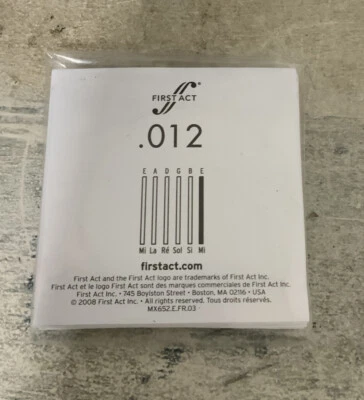 FIRST ACT®
.012
E A D G B E
Mi La Ré Sol Si Mi
firstact.com
First Act and the First Act logo are trademarks of First Act Inc.
First Act et le logo First Act sont des marques commerciales de First Act Inc.
First Act Inc. • 745 Boylston Street • Boston, MA 02116 • USA
© 2008 First Act Inc. • All rights reserved. Tous droits réservés.
MX652.E.FR.03